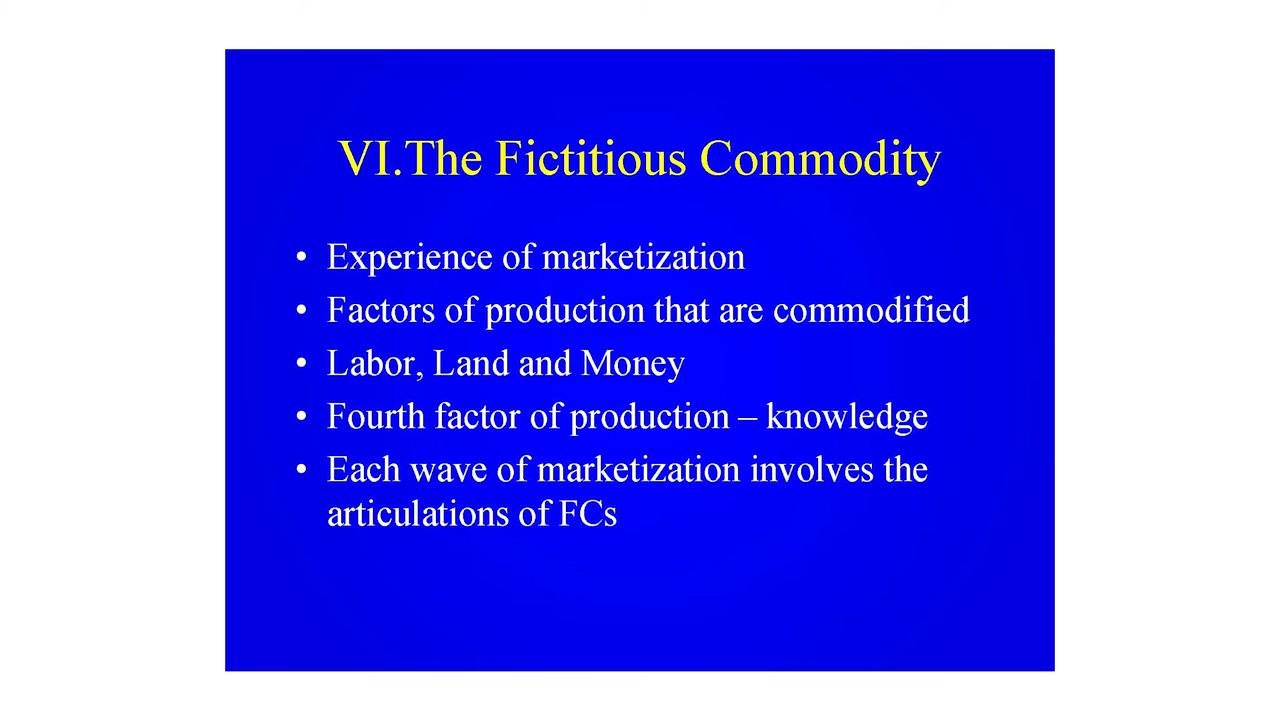 VI.The Fictitious Commodity
• Experience of marketization
• Factors of production that are commodified
• Labor, Land and Money
• Fourth factor of production – knowledge
• Each wave of marketization involves the
articulations of FCs